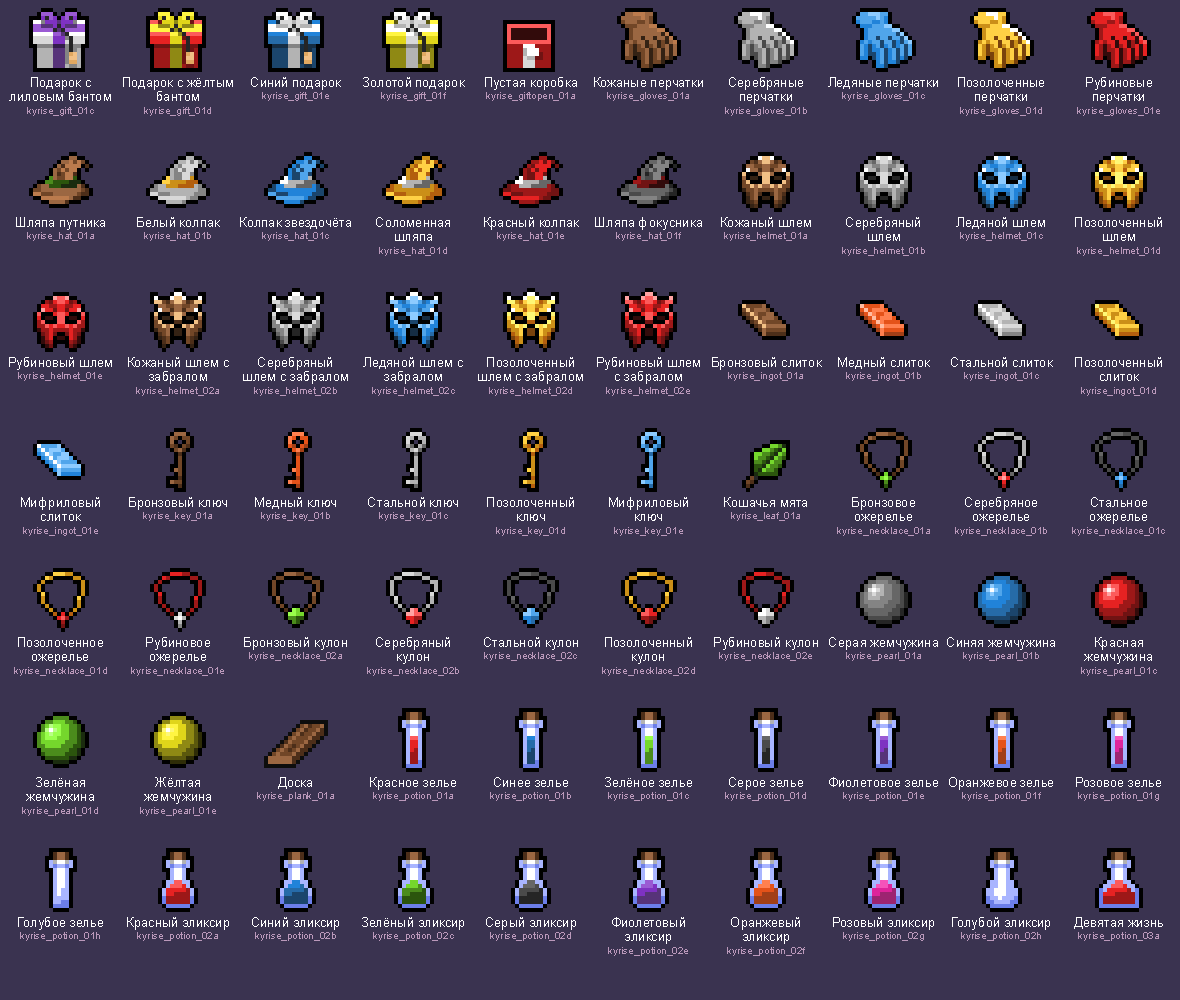 Подарок с лиловым бантом
kyrise_gift_01c
Подарок с жёлтым бантом
kyrise_gift_01d
Синий подарок
kyrise_gift_01e
Золотой подарок
kyrise_gift_01f
Пустая коробка
kyrise_giftopen_01a
Кожаные перчатки
kyrise_gloves_01a
Серебряные перчатки
kyrise_gloves_01b
Ледяные перчатки
kyrise_gloves_01c
Позолоченные перчатки
kyrise_gloves_01d
Рубиновые перчатки
kyrise_gloves_01e
Шляпа путника
kyrise_hat_01a
Белый колпак
kyrise_hat_01b
Колпак звездочёта
kyrise_hat_01c
Соломенная шляпа
kyrise_hat_01d
Красный колпак
kyrise_hat_01e
Шляпа фокусника
kyrise_hat_01f
Кожаный шлем
kyrise_helmet_01a
Серебряный шлем
kyrise_helmet_01b
Ледяной шлем
kyrise_helmet_01c
Позолоченный шлем
kyrise_helmet_01d
Рубиновый шлем
kyrise_helmet_01e
Кожаный шлем с забралом
kyrise_helmet_02a
Серебряный шлем с забралом
kyrise_helmet_02b
Ледяной шлем с забралом
kyrise_helmet_02c
Позолоченный шлем с забралом
kyrise_helmet_02d
Рубиновый шлем с забралом
kyrise_helmet_02e
Бронзовый слиток
kyrise_ingot_01a
Медный слиток
kyrise_ingot_01b
Стальной слиток
kyrise_ingot_01c
Позолоченный слиток
kyrise_ingot_01d
Мифриловый слиток
kyrise_ingot_01e
Бронзовый ключ
kyrise_key_01a
Медный ключ
kyrise_key_01b
Стальной ключ
kyrise_key_01c
Позолоченный ключ
kyrise_key_01d
Мифриловый ключ
kyrise_key_01e
Кошачья мята
kyrise_leaf_01a
Бронзовое ожерелье
kyrise_necklace_01a
Серебряное ожерелье
kyrise_necklace_01b
Стальное ожерелье
kyrise_necklace_01c
Позолоченное ожерелье
kyrise_necklace_01d
Рубиновое ожерелье
kyrise_necklace_01e
Бронзовый кулон
kyrise_necklace_02a
Серебряный кулон
kyrise_necklace_02b
Стальной кулон
kyrise_necklace_02c
Позолоченный кулон
kyrise_necklace_02d
Рубиновый кулон
kyrise_necklace_02e
Серая жемчужина
kyrise_pearl_01a
Синяя жемчужина
kyrise_pearl_01b
Красная жемчужина
kyrise_pearl_01c
Зелёная жемчужина
kyrise_pearl_01d
Жёлтая жемчужина
kyrise_pearl_01e
Доска
kyrise_plank_01a
Красное зелье
kyrise_potion_01a
Синее зелье
kyrise_potion_01b
Зелёное зелье
kyrise_potion_01c
Серое зелье
kyrise_potion_01d
Фиолетовое зелье
kyrise_potion_01e
Оранжевое зелье
kyrise_potion_01f
Розовое зелье
kyrise_potion_01g
Голубое зелье
kyrise_potion_01h
Красный эликсир
kyrise_potion_02a
Синий эликсир
kyrise_potion_02b
Зелёный эликсир
kyrise_potion_02c
Серый эликсир
kyrise_potion_02d
Фиолетовый эликсир
kyrise_potion_02e
Оранжевый эликсир
kyrise_potion_02f
Розовый эликсир
kyrise_potion_02g
Голубой эликсир
kyrise_potion_02h
Девятая жизнь
kyrise_potion_03a